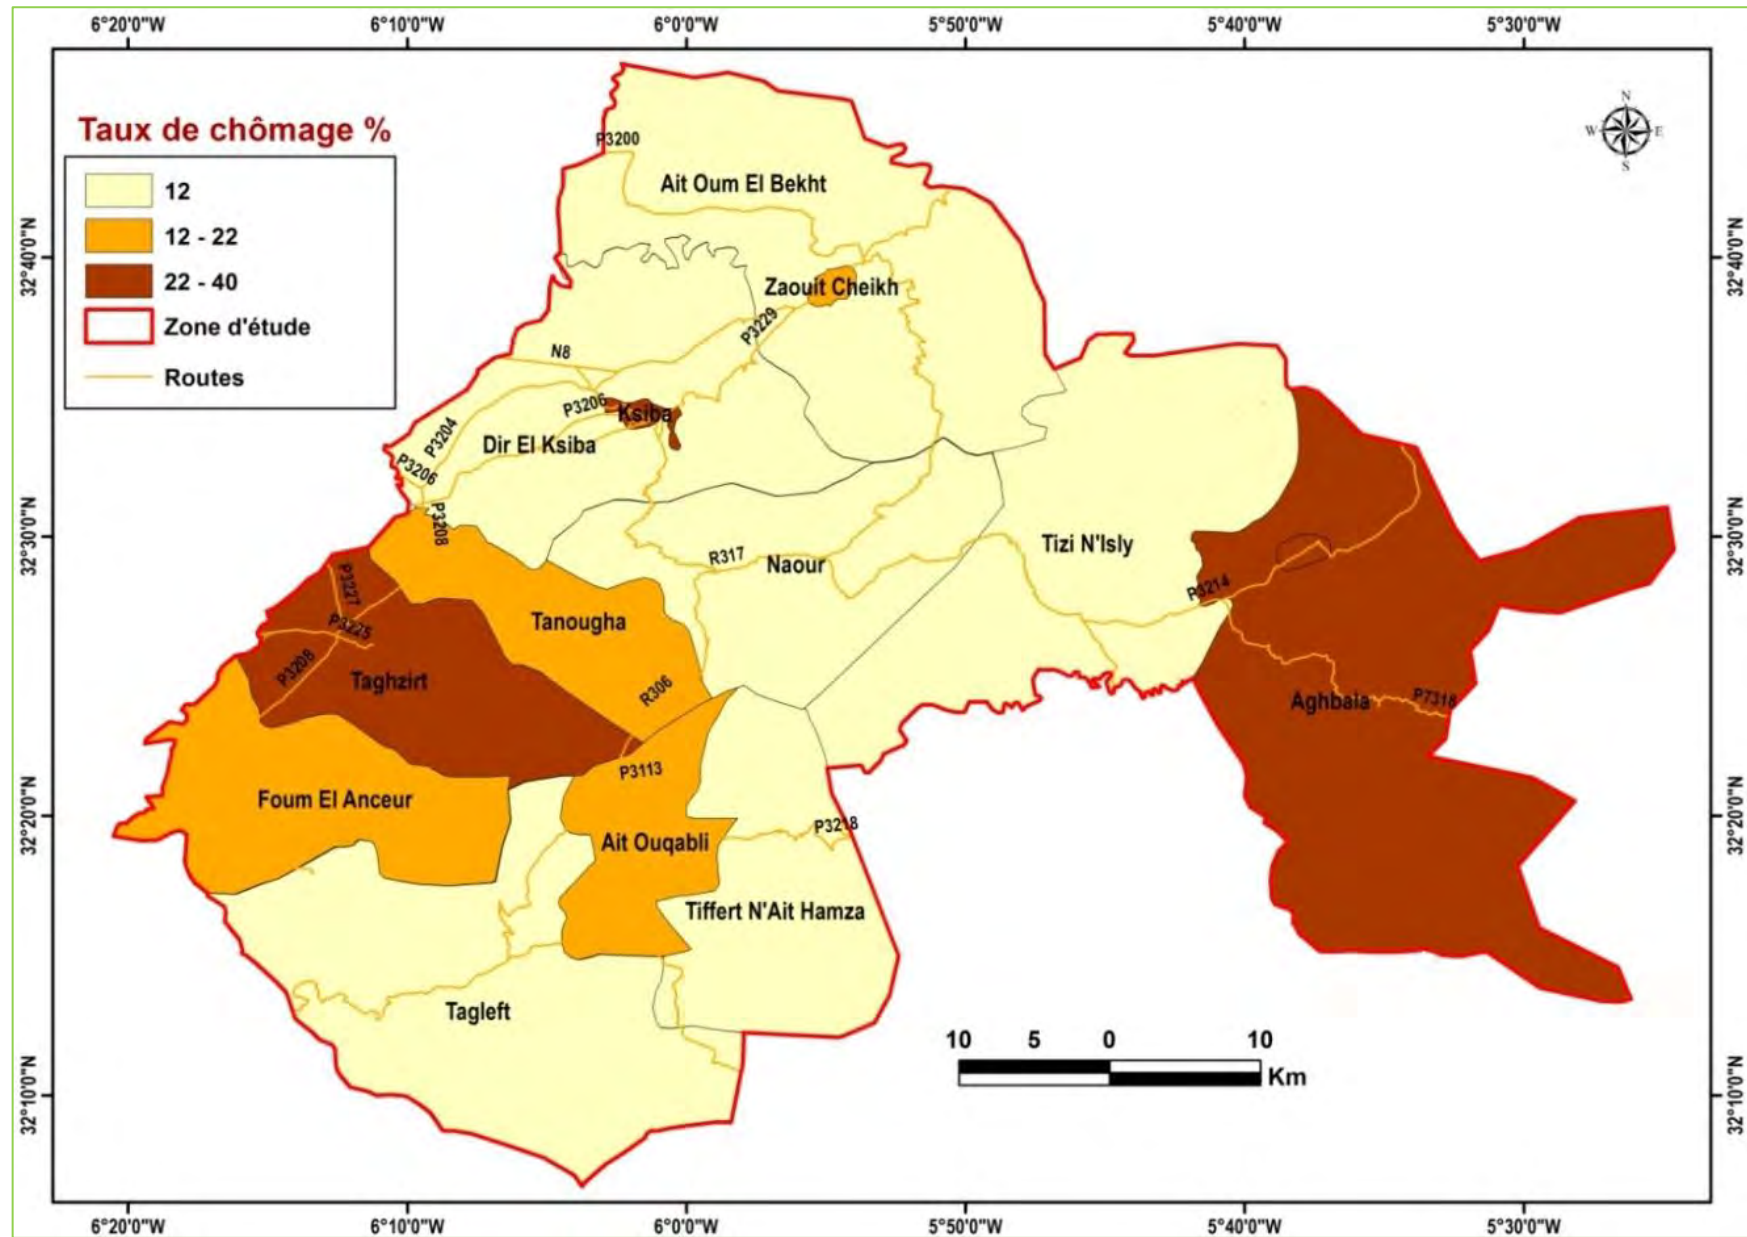 6°20'0"W 6°10'0"W 6°0'0"W 5°50'0"W 5°40'0"W 5°30'0"W
Taux de chômage %
12
12 - 22
22 - 40
Zone d'étude
Routes
N
W E
S
32°40'0"N 32°40'0"N
32°30'0"N 32°30'0"N
32°20'0"N 32°20'0"N
32°10'0"N 32°10'0"N
P3200
Ait Oum El Bekht
Zaouit Cheikh
P3229
N8
P3206
Ksiba
P3204
Dir El Ksiba
P3206
P3208
R317
Naour
Tizi N'Isly
P3214
P3227
P3225
P3208
Tanougha
Taghzirt
R306
Aghbala
P7318
P3113
Foum El Anceur
Ait Ouqabli
P3218
Tiffert N'Ait Hamza
Tagleft
10 5 0 10
Km
6°20'0"W 6°10'0"W 6°0'0"W 5°50'0"W 5°40'0"W 5°30'0"W